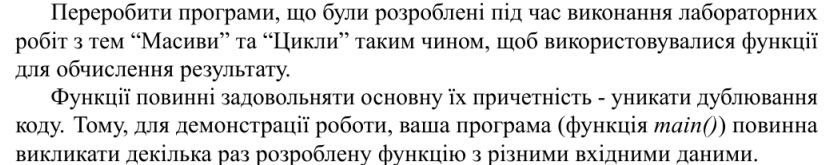 Переробити програми, що були розроблені під час виконання лабораторних
робіт з тем “Масиви” та “Цикли” таким чином, щоб використовувалися функції
для обчислення результату.
Функції повинні задовольняти основну їх причетність - уникати дублювання
коду. Тому, для демонстрації роботи, ваша програма (функція main()) повинна
викликати декілька раз розроблену функцію з різними вхідними даними.